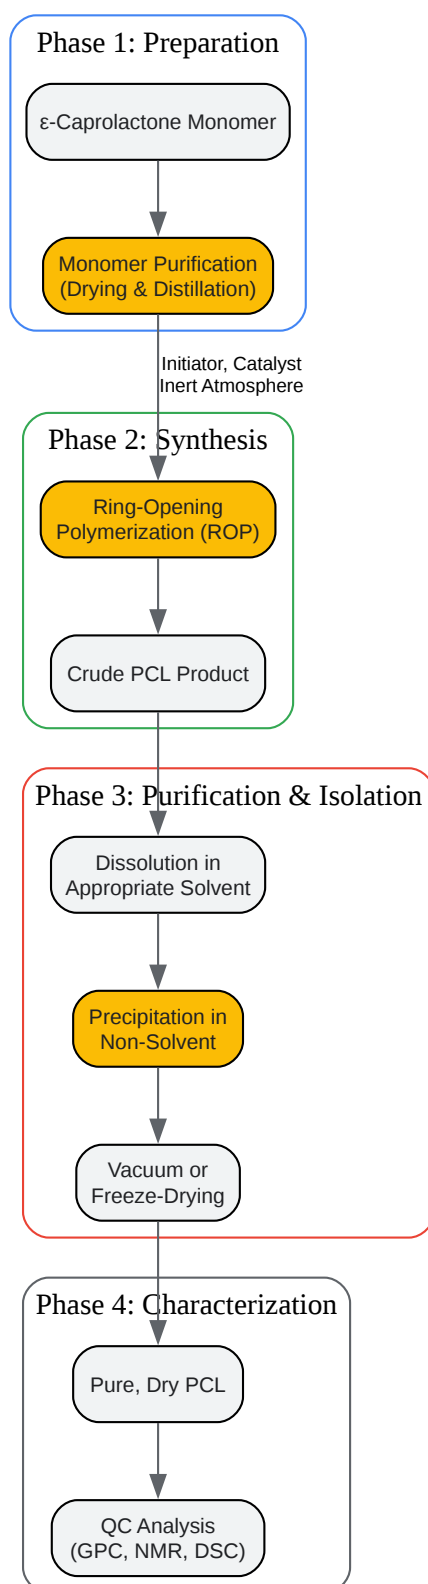 Phase 1: Preparation
ε-Caprolactone Monomer
Monomer Purification
(Drying & Distillation)
Initiator, Catalyst
Inert Atmosphere
Phase 2: Synthesis
Ring-Opening
Polymerization (ROP)
Crude PCL Product
Phase 3: Purification & Isolation
Dissolution in
Appropriate Solvent
Precipitation in
Non-Solvent
Vacuum or
Freeze-Drying
Phase 4: Characterization
Pure, Dry PCL
QC Analysis
(GPC, NMR, DSC)